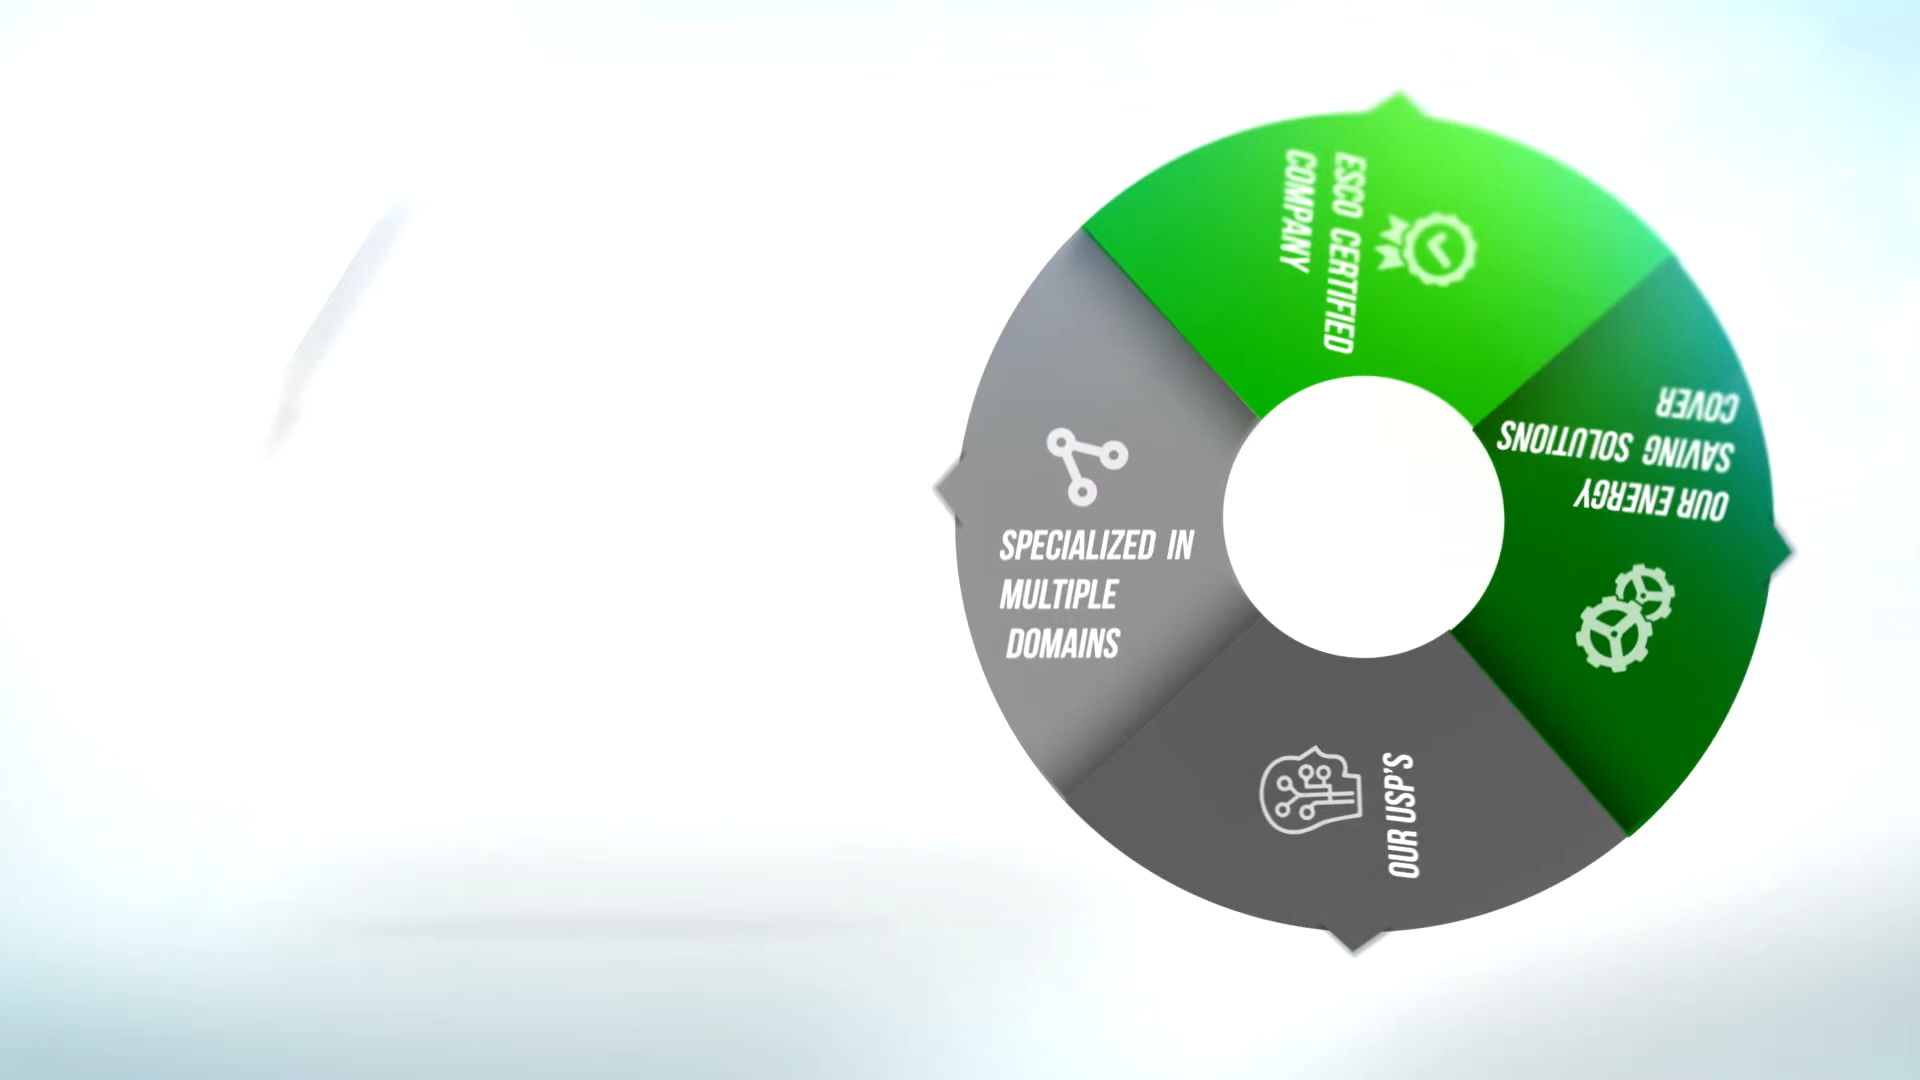 ESCO CERTIFIED
COMPANY
OUR ENERGY
SAVING SOLUTIONS
COVER
SPECIALIZED IN
MULTIPLE
DOMAINS
OUR USP'S